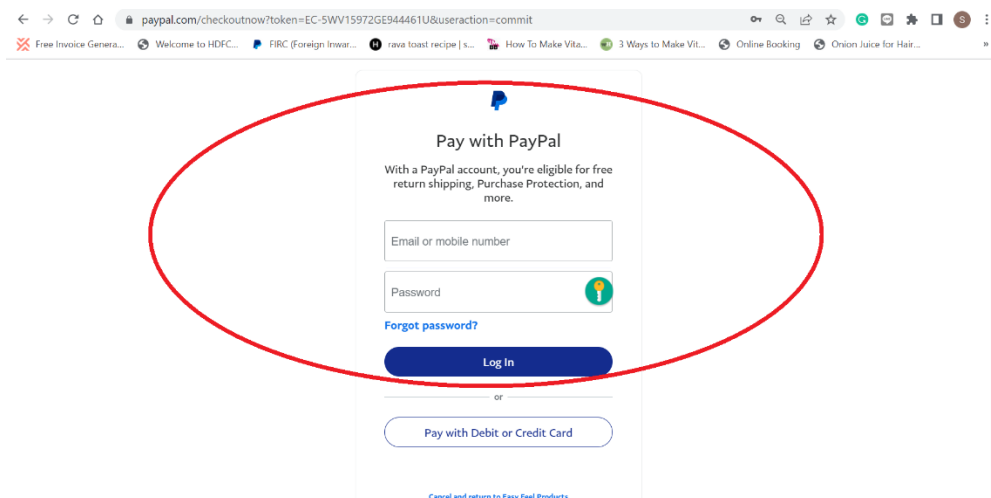 paypal.com/checkoutnow?token=EC-5WV15972GE944461U&useraction=commit
S
Free Invoice Genera... Welcome to HDFC... FIRC (Foreign Inwar... rava toast recipe | s... How To Make Vita... 3 Ways to Make Vit... Online Booking Onion Juice for Hair... »
Pay with PayPal
With a PayPal account, you're eligible for free
return shipping, Purchase Protection, and
more.
Email or mobile number
Password
Forgot password?
Log In
or
Pay with Debit or Credit Card
Cancel and return to Easy Feel Products